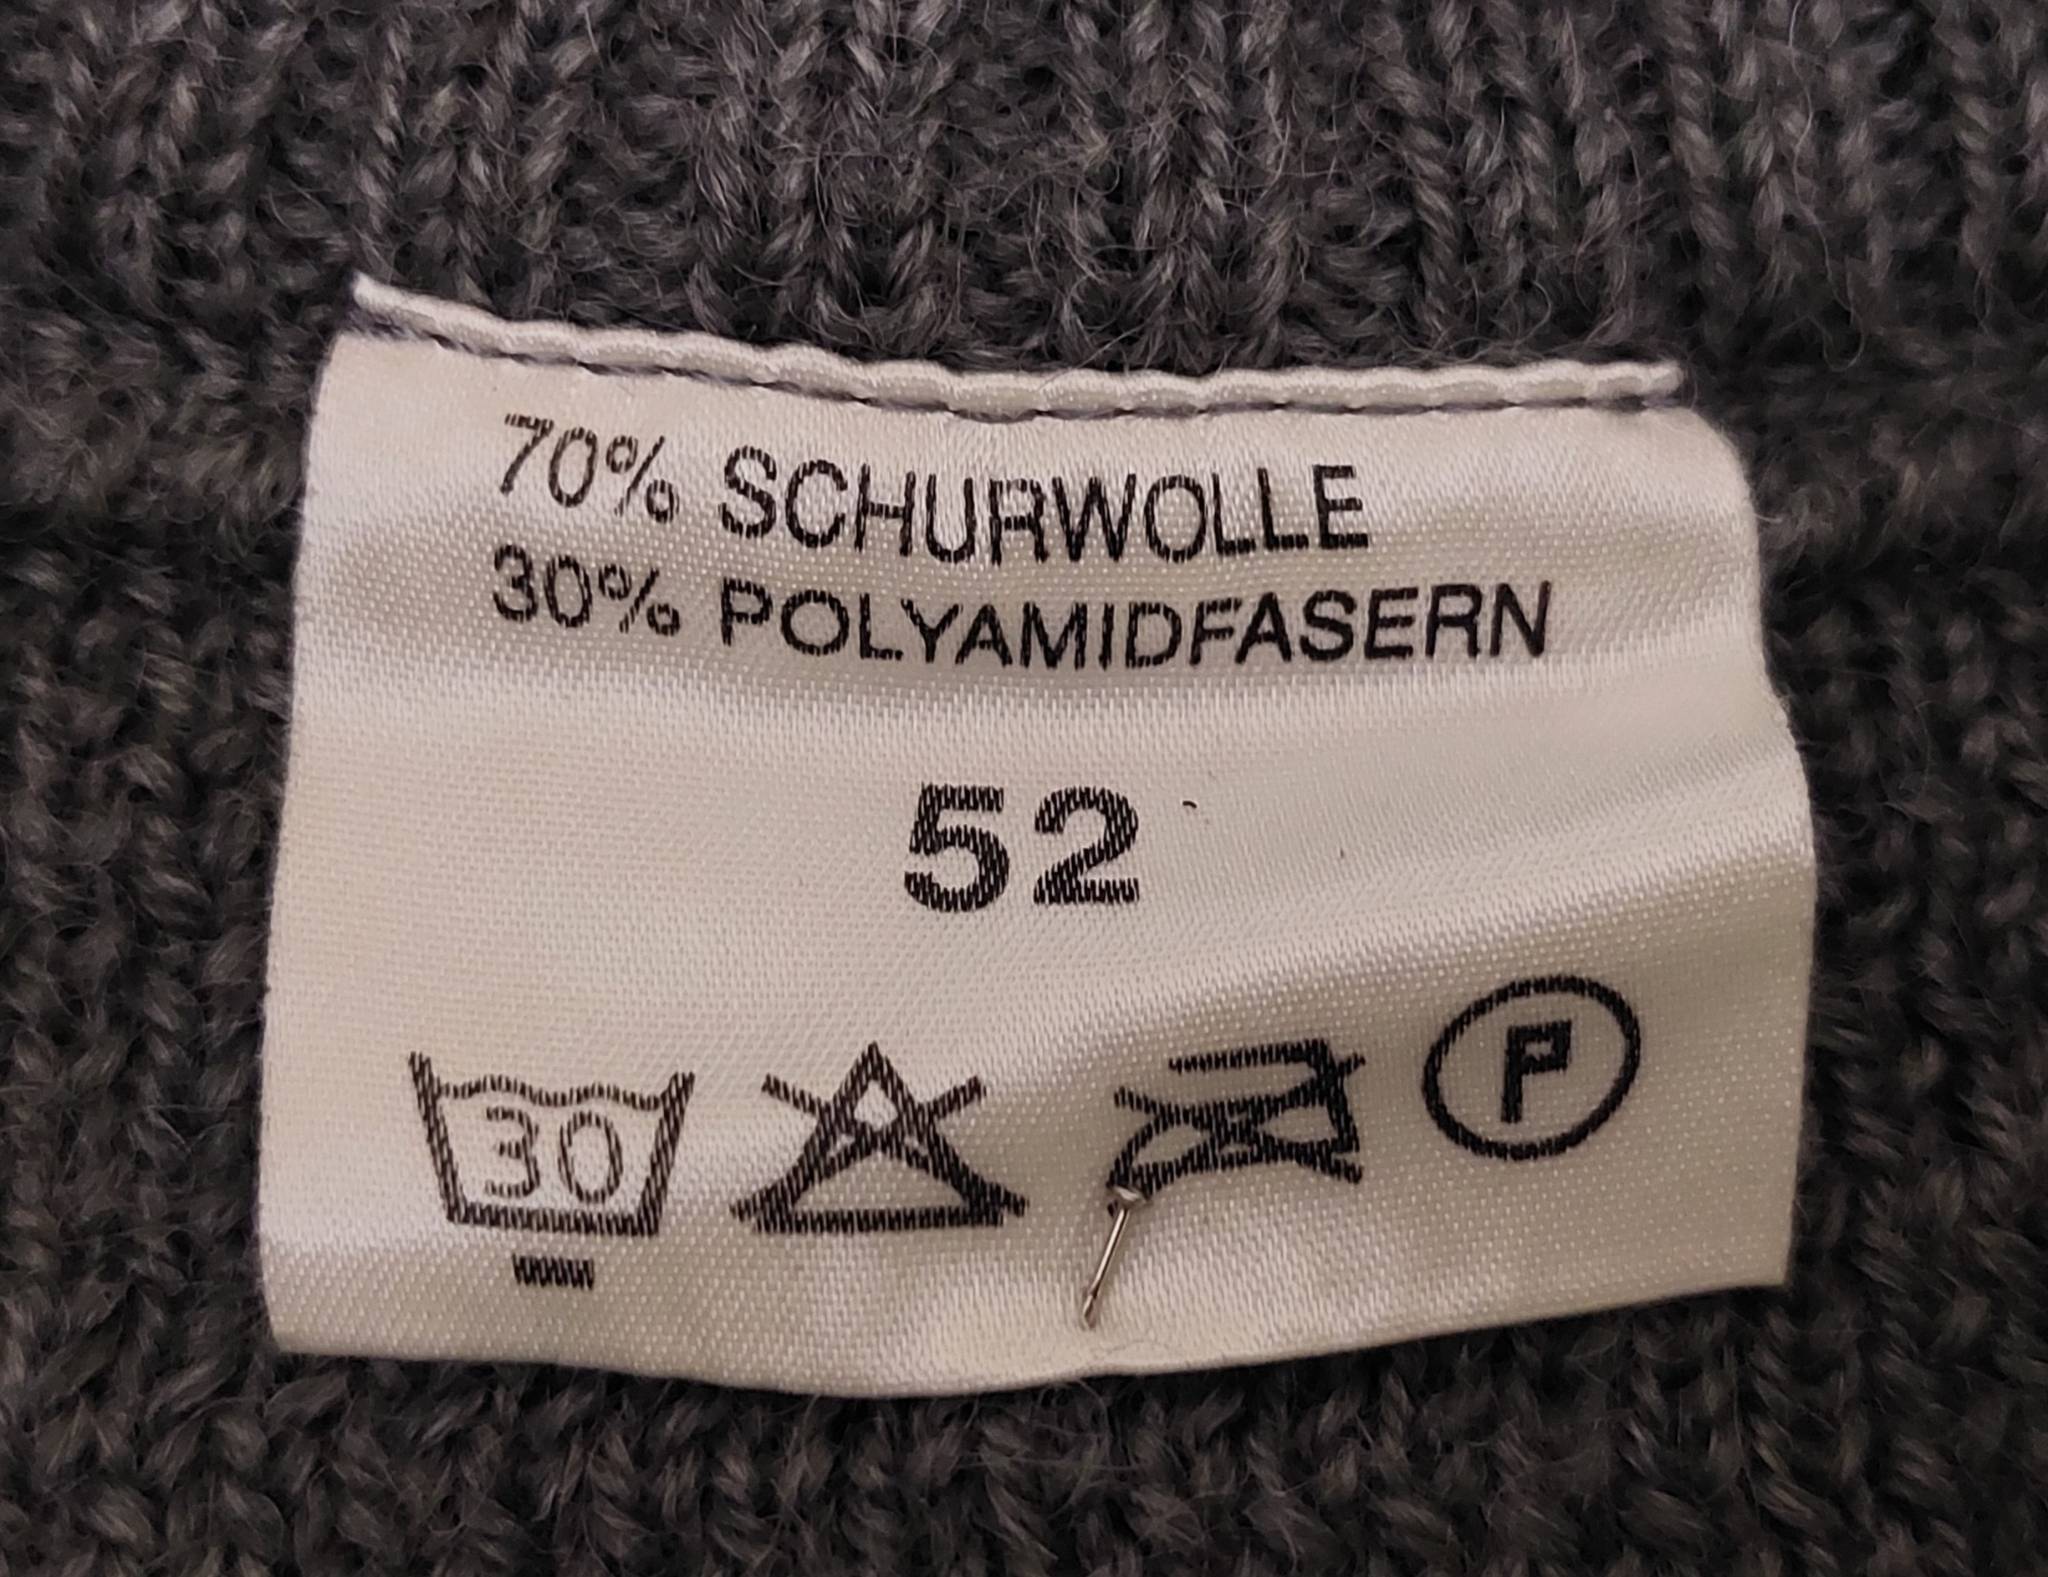 70% SCHURWOLLE
30% POLYAMIDFASERN
52
30 P